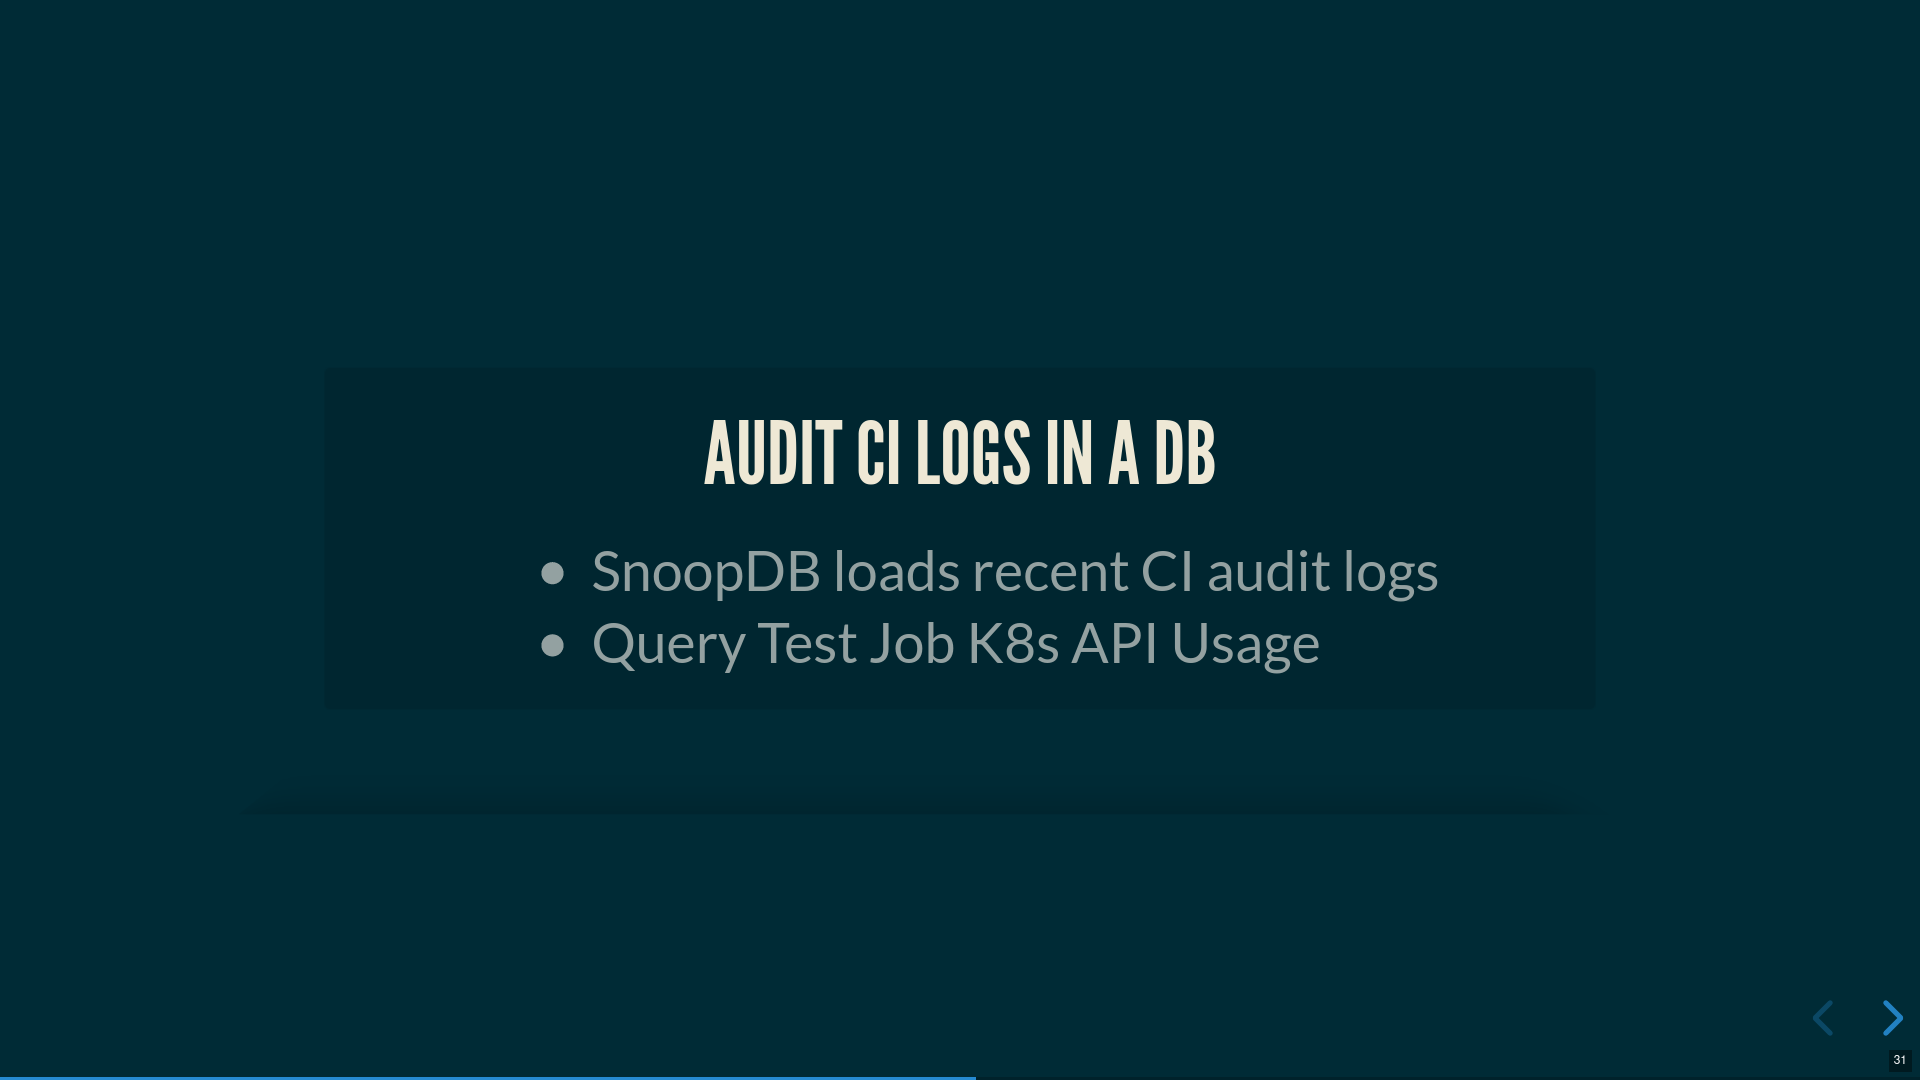 AUDIT CI LOGS IN A DB
● SnoopDB loads recent CI audit logs
● Query Test Job K8s API Usage
31